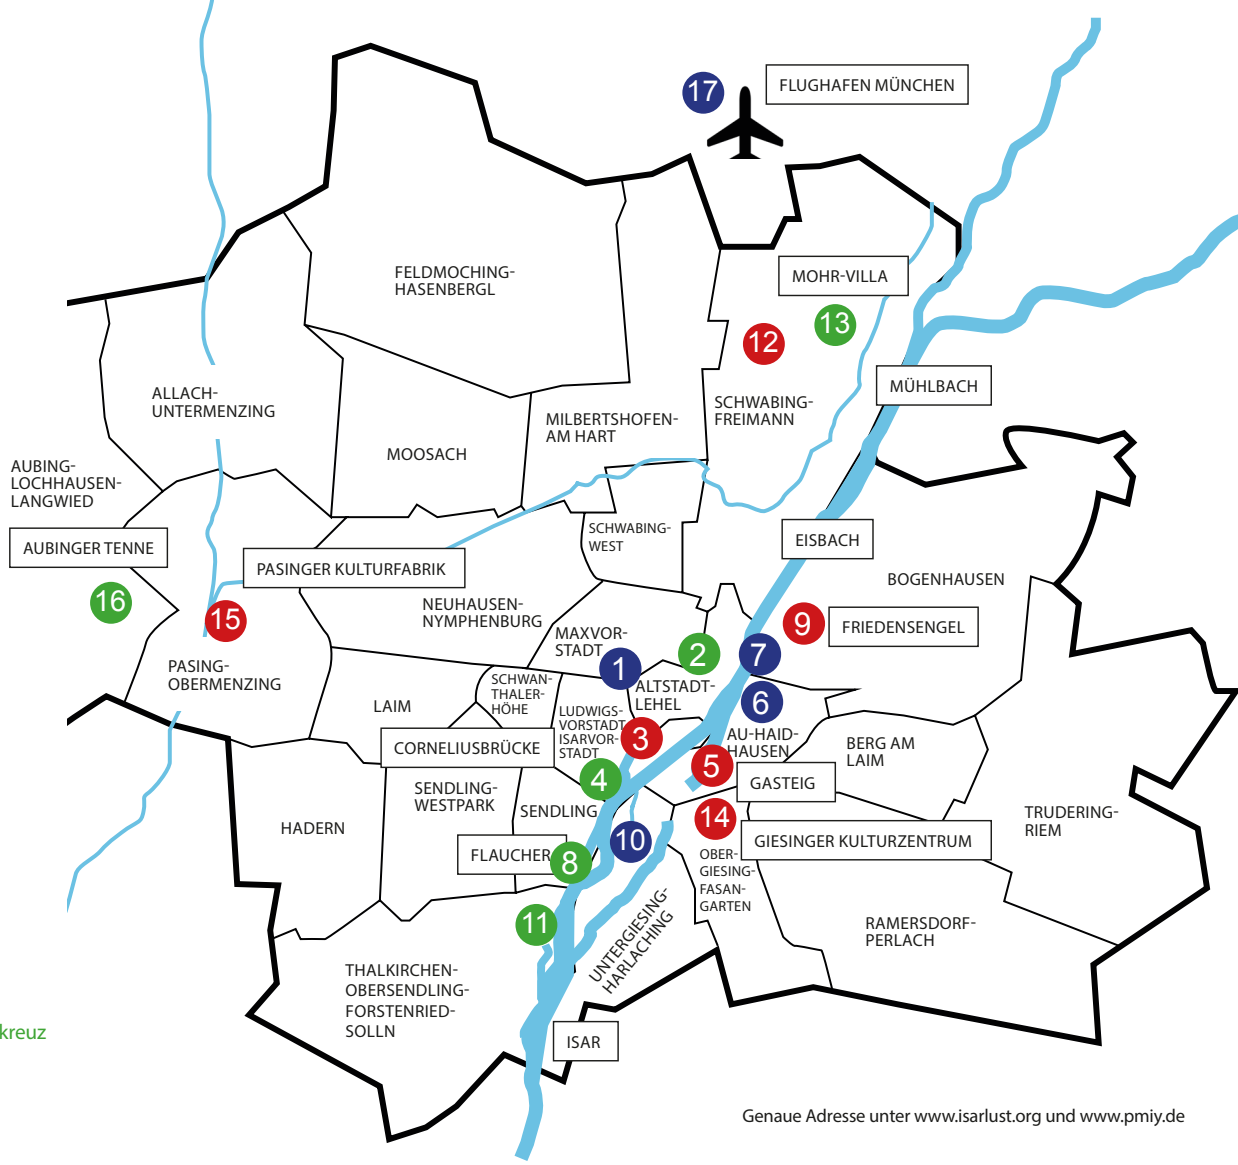 17
FLUGHAFEN MÜNCHEN
FELDMOCHING-
HASENBERGL
MOHR-VILLA
13
12
MÜHLBACH
ALLACH-
UNTERMENZING
SCHWABING-
FREIMANN
MILBERTSHOFEN-
AM HART
MOOSACH
AUBING-
LOCHHAUSEN-
LANGWIED
SCHWABING-
WEST
EISBACH
AUBINGER TENNE
PASINGER KULTURFABRIK
BOGENHAUSEN
16
15
NEUHAUSEN-
NYMPHENBURG
9
FRIEDENSENGEL
MAXVOR-
STADT
1
2
7
PASING-
OBERMENZING
SCHWAN-
THALER-
HÖHE
ALTSTADT-
LEHEL
6
LAIM
LUDWIGS-
VORSTADT
ISARVOR-
STADT
3
AU-HAID-
HAUSEN
CORNELIUSBRÜCKE
BERG AM
LAIM
5
4
GASTEIG
SENDLING-
WESTPARK
SENDLING
14
TRUDERING-
RIEM
HADERN
10
GIESINGER KULTURZENTRUM
FLAUCHER
8
OBER-
GIESING-
FASAN-
GARTEN
11
UNTERGIESING-
HARLACHING
RAMERSDORF-
PERLACH
THALKIRCHEN-
OBERSENDLING-
FORSTENRIED-
SOLLN
kreuz
ISAR
Genaue Adresse unter www.isarlust.org und www.pmiy.de